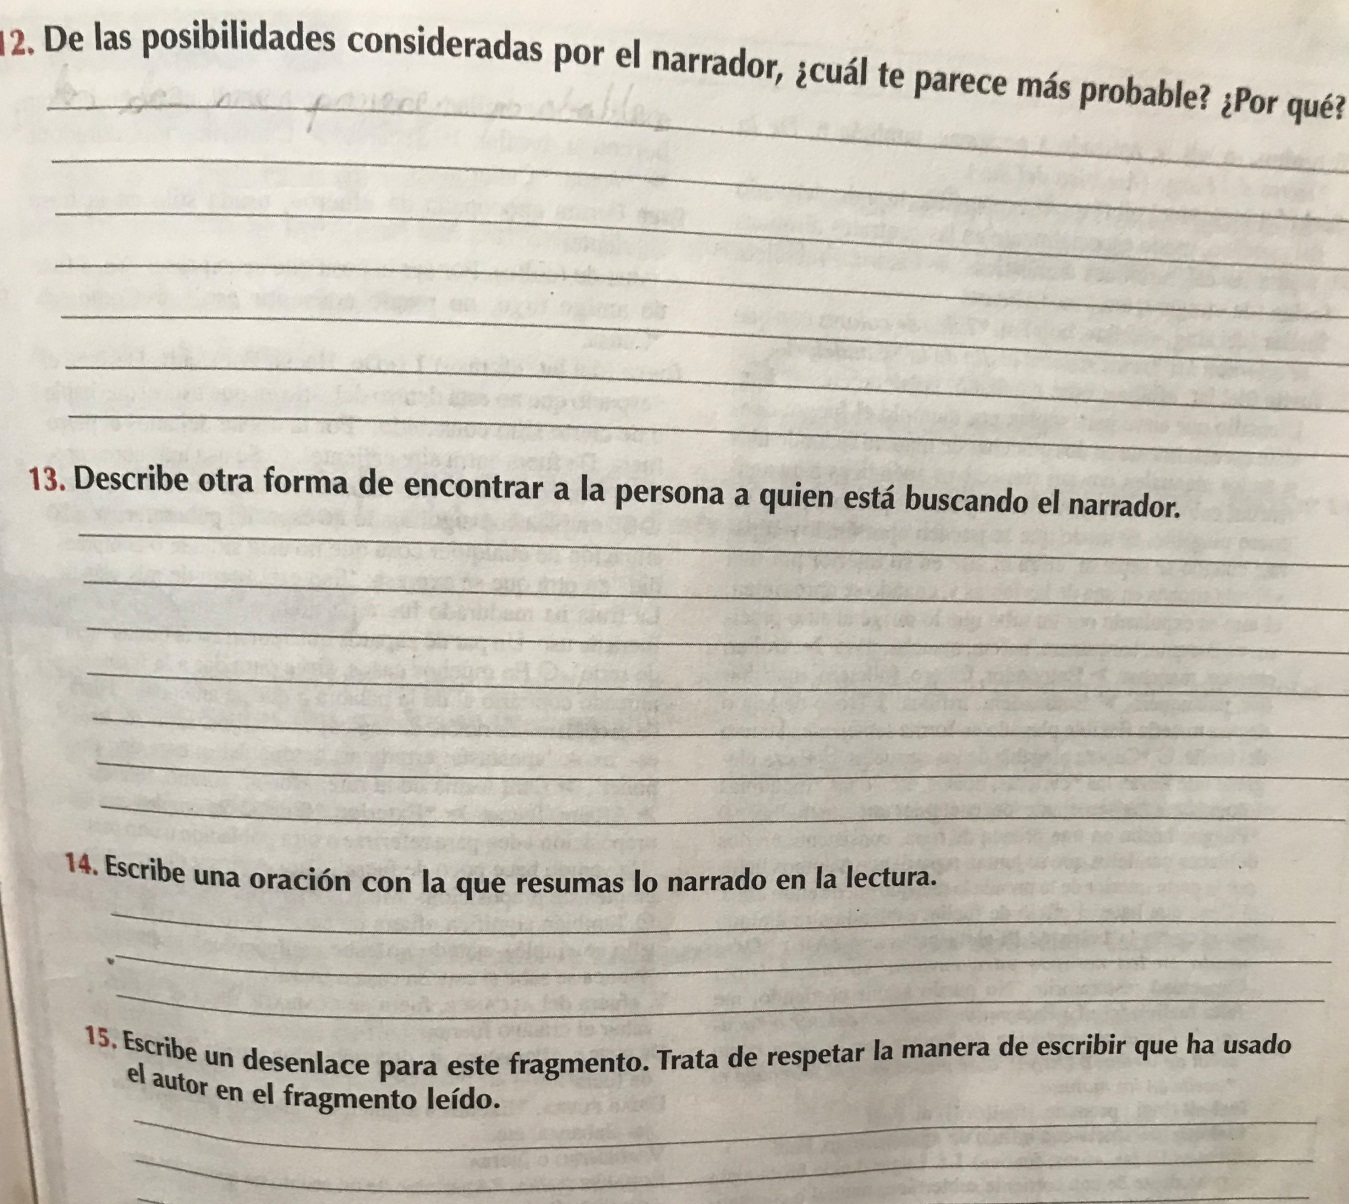 12. De las posibilidades consideradas por el narrador, ¿cuál te parece más probable? ¿Por qué?
13. Describe otra forma de encontrar a la persona a quien está buscando el narrador.
14. Escribe una oración con la que resumas lo narrado en la lectura.
15. Escribe un desenlace para este fragmento. Trata de respetar la manera de escribir que ha usado
el autor en el fragmento leído.